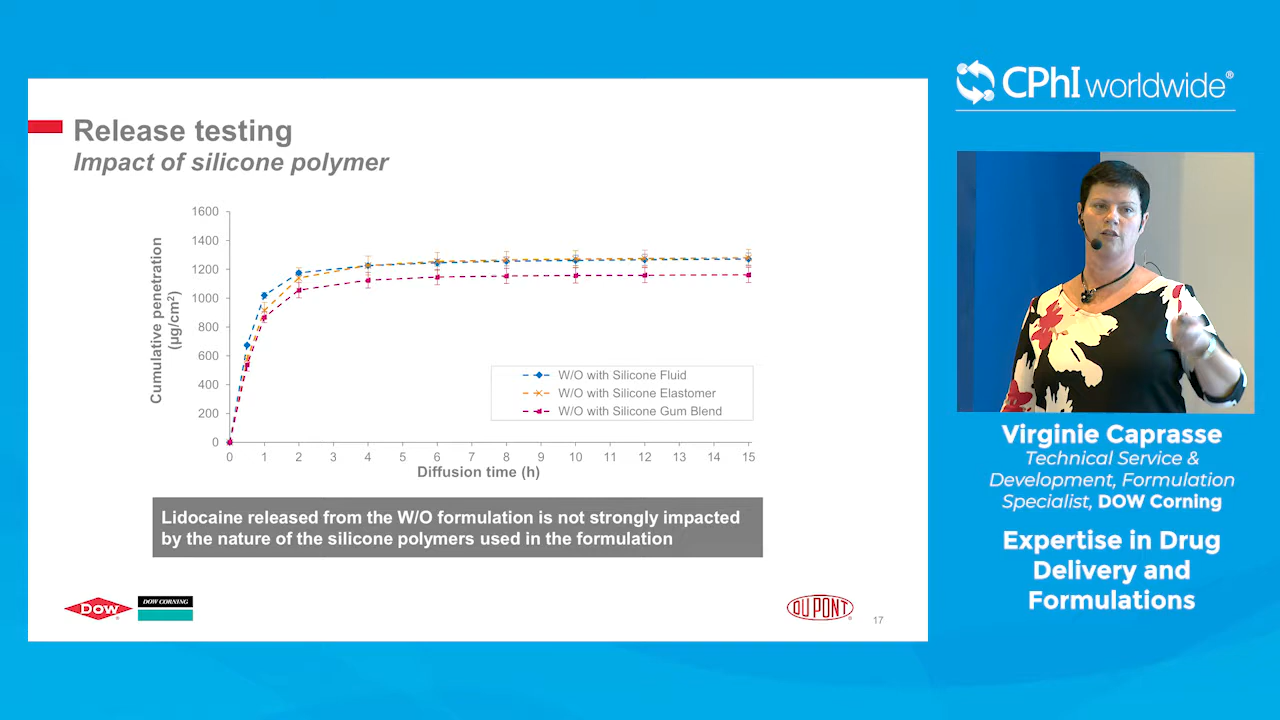 Release testing
Impact of silicone polymer
1600
1400
1200
1000
800
600
400
200
0
Cumulative penetration
(µg/cm²)
W/O with Silicone Fluid
W/O with Silicone Elastomer
W/O with Silicone Gum Blend
0 1 2 3 4 5 6 7 8 9 10 11 12 13 14 15
Diffusion time (h)
Lidocaine released from the W/O formulation is not strongly impacted
by the nature of the silicone polymers used in the formulation
DOW
DOW CORNING
DU PONT
17
CPhI worldwide®
Virginie Caprasse
Technical Service &
Development, Formulation
Specialist, DOW Corning
Expertise in Drug
Delivery and
Formulations